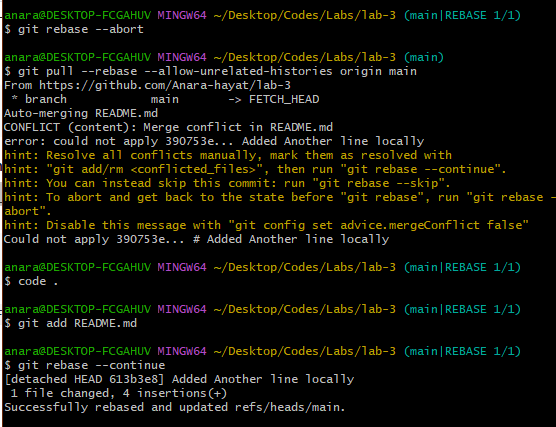 anara@DESKTOP-FCGAHUV MINGW64 ~/Desktop/Codes/Labs/lab-3 (main|REBASE 1/1)
$ git rebase --abort
anara@DESKTOP-FCGAHUV MINGW64 ~/Desktop/Codes/Labs/lab-3 (main)
$ git pull --rebase --allow-unrelated-histories origin main
From https://github.com/Anara-hayat/lab-3
 * branch            main       -> FETCH_HEAD
Auto-merging README.md
CONFLICT (content): Merge conflict in README.md
error: could not apply 390753e... Added Another line locally
hint: Resolve all conflicts manually, mark them as resolved with
hint: "git add/rm <conflicted_files>", then run "git rebase --continue".
hint: You can instead skip this commit: run "git rebase --skip".
hint: To abort and get back to the state before "git rebase", run "git rebase --
abort".
hint: Disable this message with "git config set advice.mergeConflict false"
Could not apply 390753e... # Added Another line locally
anara@DESKTOP-FCGAHUV MINGW64 ~/Desktop/Codes/Labs/lab-3 (main|REBASE 1/1)
$ code .
anara@DESKTOP-FCGAHUV MINGW64 ~/Desktop/Codes/Labs/lab-3 (main|REBASE 1/1)
$ git add README.md
anara@DESKTOP-FCGAHUV MINGW64 ~/Desktop/Codes/Labs/lab-3 (main|REBASE 1/1)
$ git rebase --continue
[detached HEAD 613b3e8] Added Another line locally
 1 file changed, 4 insertions(+)
Successfully rebased and updated refs/heads/main.